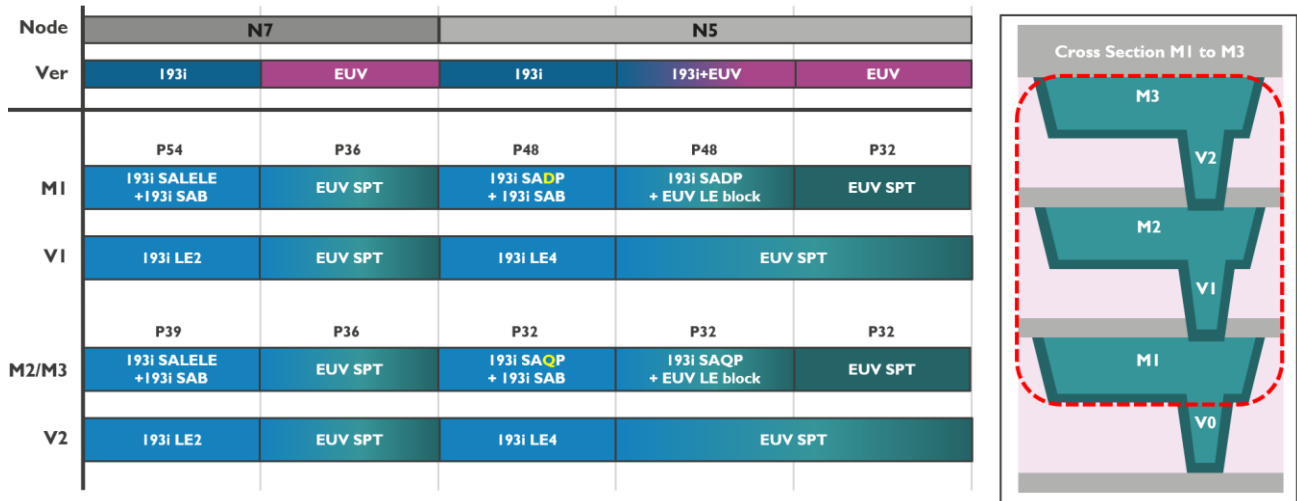 Node
N7
N5
Ver
193i
EUV
193i
193i+EUV
EUV
P54
P36
P48
P48
P32
M1
193i SALELE
+193i SAB
EUV SPT
193i SADP
+ 193i SAB
193i SADP
+ EUV LE block
EUV SPT
V1
193i LE2
EUV SPT
193i LE4
EUV SPT
P39
P36
P32
P32
P32
M2/M3
193i SALELE
+193i SAB
EUV SPT
193i SAQP
+ 193i SAB
193i SAQP
+ EUV LE block
EUV SPT
V2
193i LE2
EUV SPT
193i LE4
EUV SPT
Cross Section M1 to M3
M3
V2
M2
V1
M1
V0